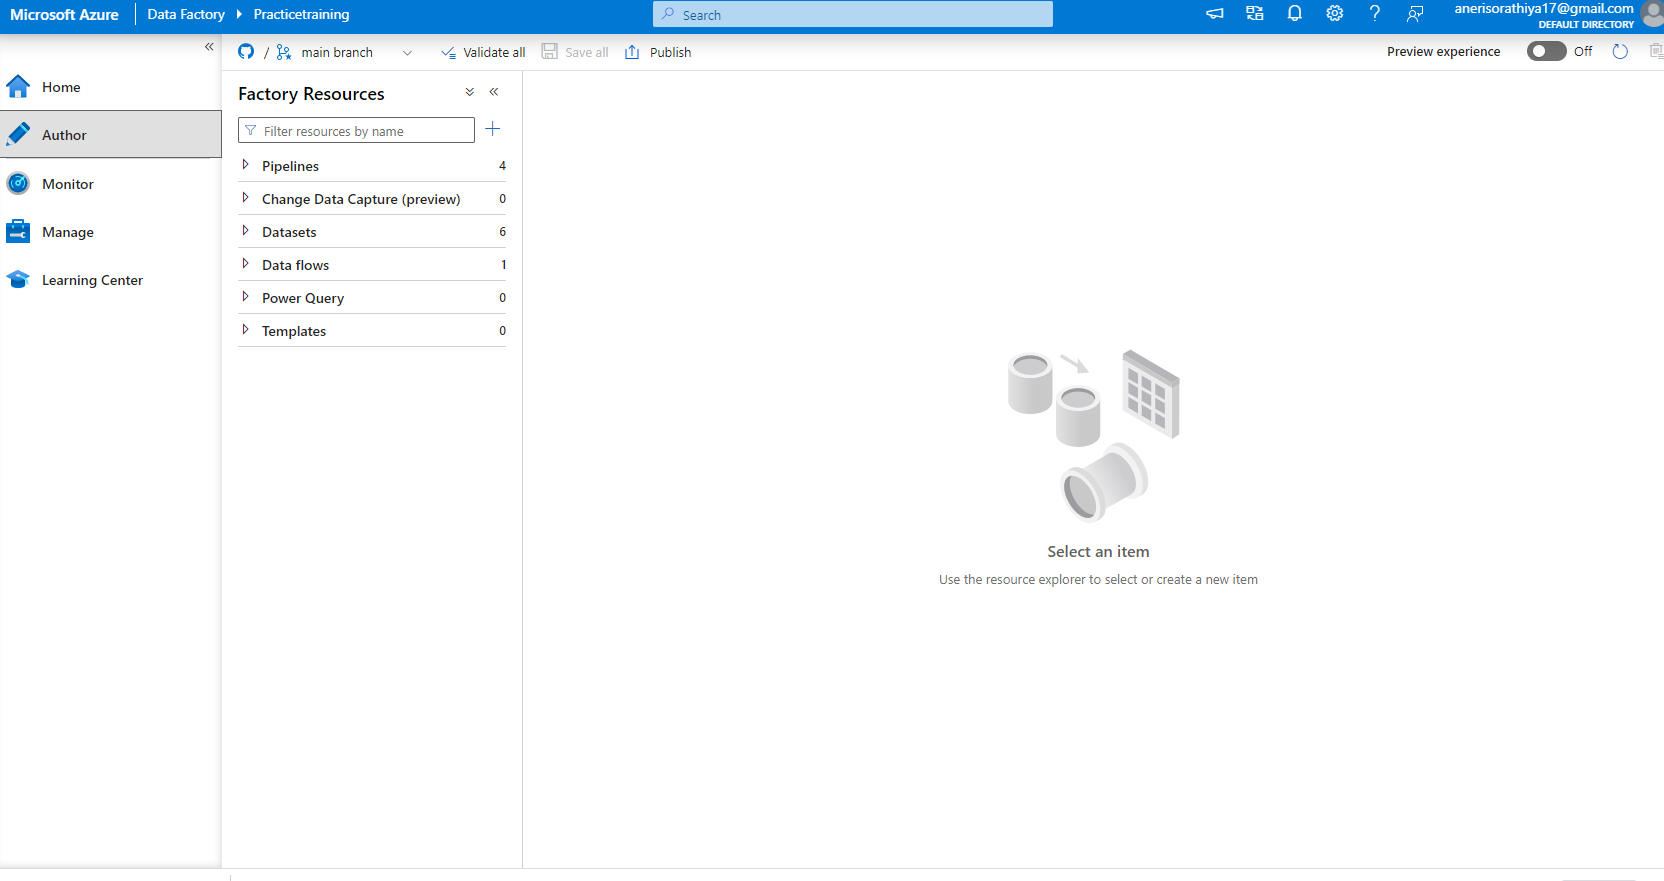 Microsoft Azure Data Factory Practicetraining Search anerisorathiya17@gmail.com
DEFAULT DIRECTORY
/ main branch Validate all Save all Publish Preview experience Off
Home
Author
Monitor
Manage
Learning Center
Factory Resources
Filter resources by name
Pipelines 4
Change Data Capture (preview) 0
Datasets 6
Data flows 1
Power Query 0
Templates 0
Select an item
Use the resource explorer to select or create a new item